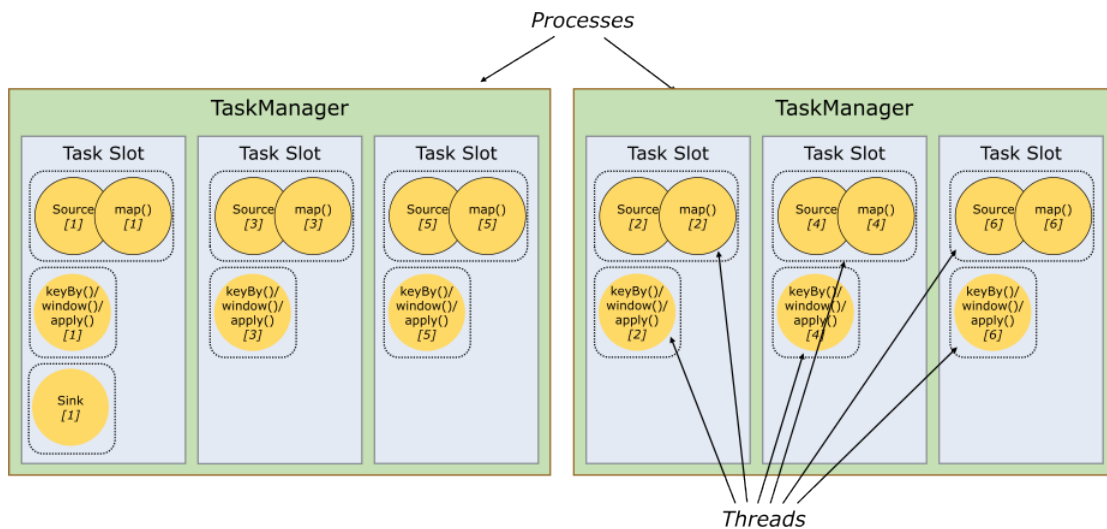 Processes
TaskManager
Task Slot
Source
[1]
map()
[1]
keyBy()/
window()/
apply()
[1]
Sink
[1]
Task Slot
Source
[3]
map()
[3]
keyBy()/
window()/
apply()
[3]
Task Slot
Source
[5]
map()
[5]
keyBy()/
window()/
apply()
[5]
TaskManager
Task Slot
Source
[2]
map()
[2]
keyBy()/
window()/
apply()
[2]
Task Slot
Source
[4]
map()
[4]
keyBy()/
window()/
apply()
[4]
Task Slot
Source
[6]
map()
[6]
keyBy()/
window()/
apply()
[6]
Threads